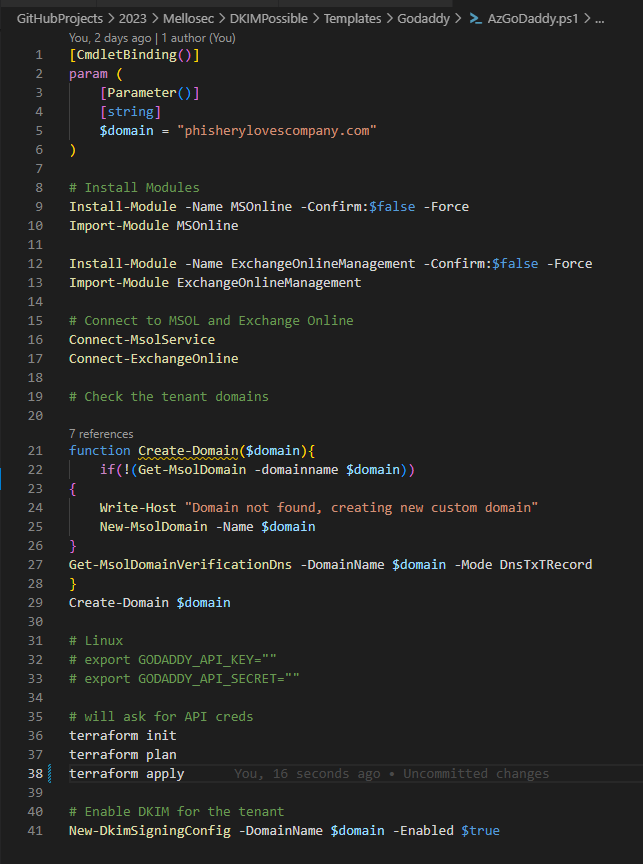 GitHubProjects > 2023 > Mellosec > DKIMPossible > Templates > Godaddy > AzGoDaddy.ps1 > ...
You, 2 days ago | 1 author (You)
1 [CmdletBinding()]
2 param (
3     [Parameter()]
4     [string]
5     $domain = "phisherylovescompany.com"
6 )
7
8 # Install Modules
9 Install-Module -Name MSOnline -Confirm:$false -Force
10 Import-Module MSOnline
11
12 Install-Module -Name ExchangeOnlineManagement -Confirm:$false -Force
13 Import-Module ExchangeOnlineManagement
14
15 # Connect to MSOL and Exchange Online
16 Connect-MsolService
17 Connect-ExchangeOnline
18
19 # Check the tenant domains
20
7 references
21 function Create-Domain($domain){
22     if(!(Get-MsolDomain -domainname $domain))
23 {
24     Write-Host "Domain not found, creating new custom domain"
25     New-MsolDomain -Name $domain
26 }
27 Get-MsolDomainVerificationDns -DomainName $domain -Mode DnsTxTRecord
28 }
29 Create-Domain $domain
30
31 # Linux
32 # export GODADDY_API_KEY=""
33 # export GODADDY_API_SECRET=""
34
35 # will ask for API creds
36 terraform init
37 terraform plan
38 terraform apply You, 16 seconds ago • Uncommitted changes
39
40 # Enable DKIM for the tenant
41 New-DkimSigningConfig -DomainName $domain -Enabled $true